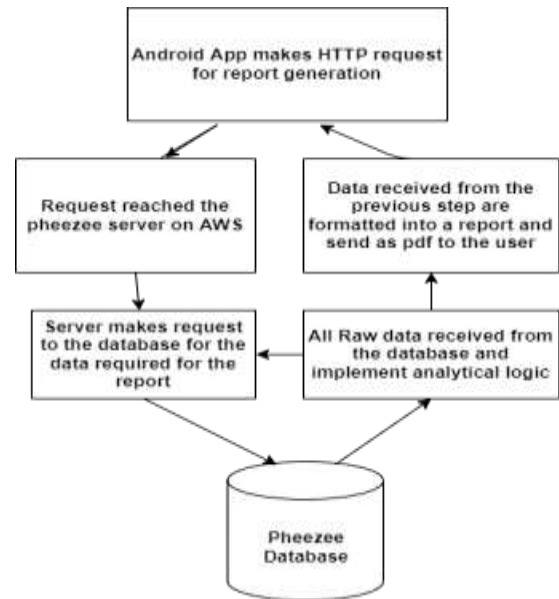 Android App makes HTTP request
for report generation
Request reached the
pheezee server on AWS
Data received from the
previous step are
formatted into a report and
send as pdf to the user
Server makes request
to the database for the
data required for the
report
All Raw data received from
the database and
implement analytical logic
Pheezee
Database